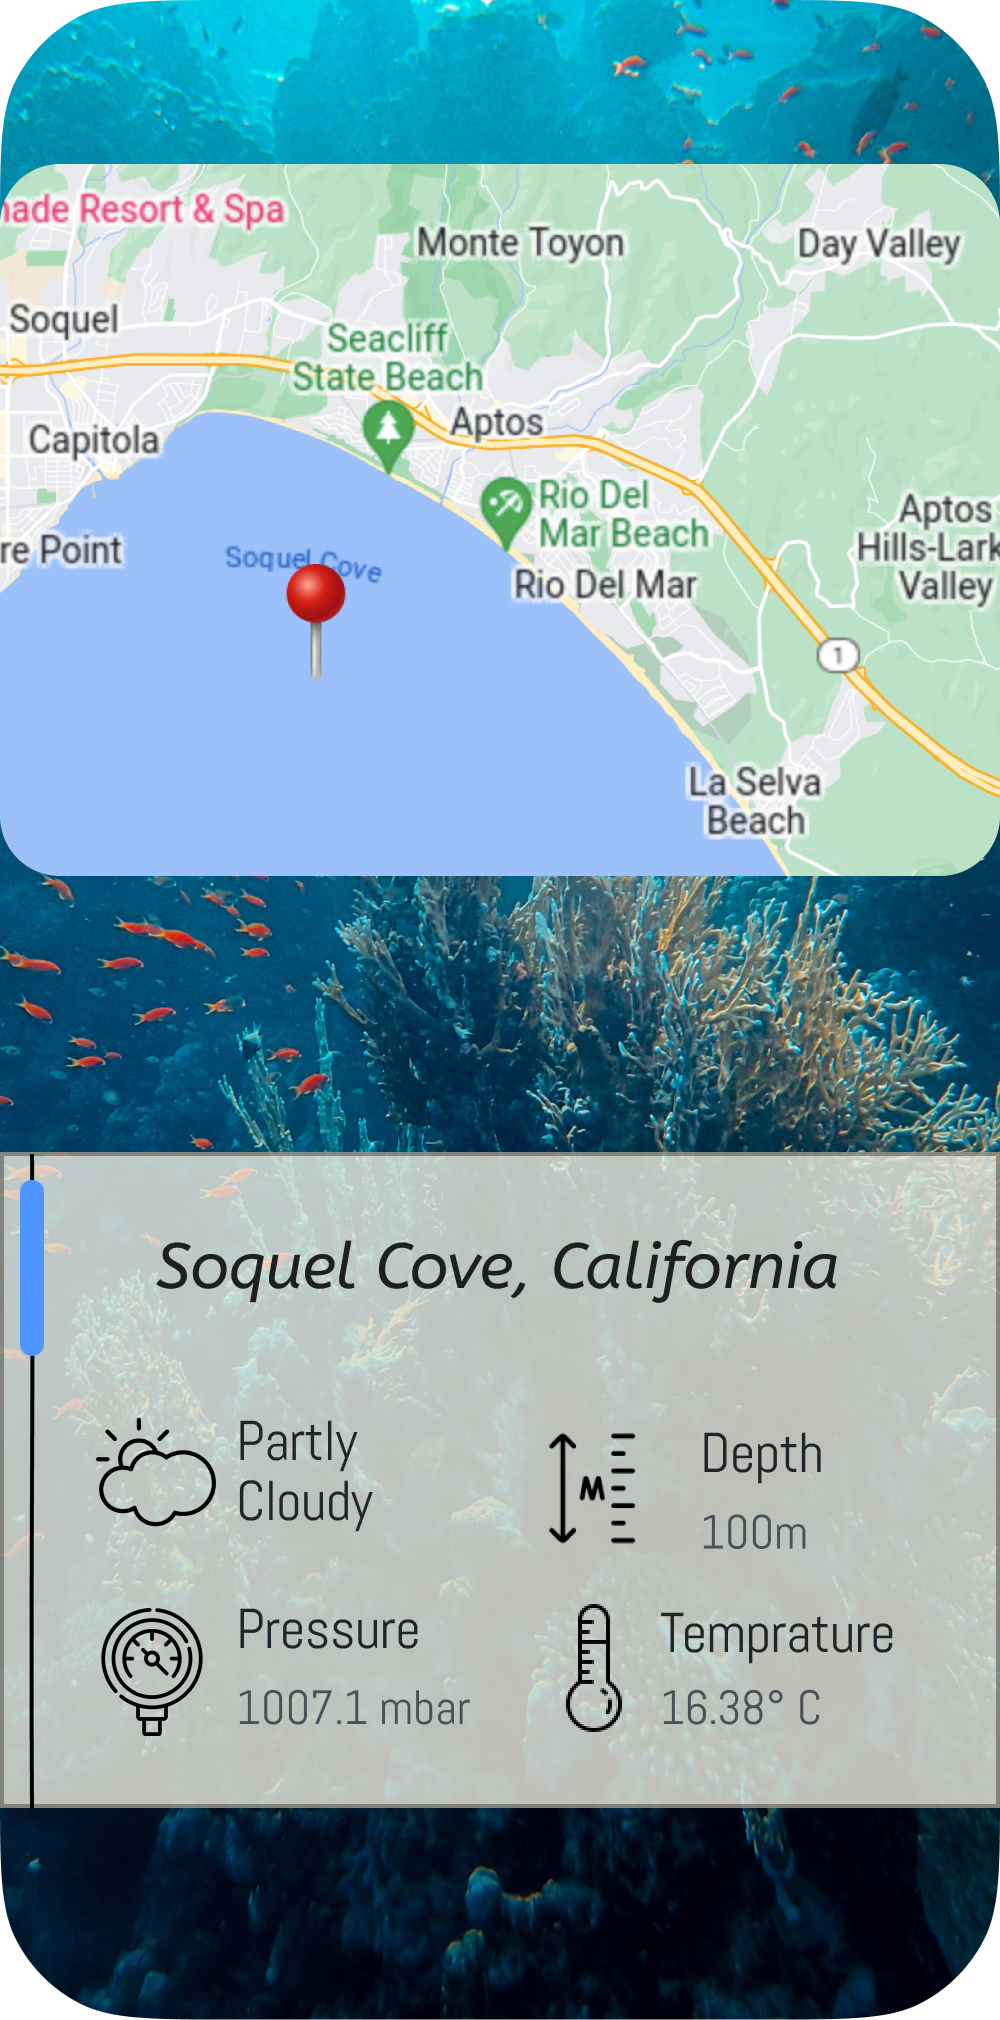 nade Resort & Spa
Monte Toyon
Day Valley
Soquel
Seacliff
State Beach
Aptos
Capitola
Rio Del
Mar Beach
Aptos
Hills-Lark
Valley
re Point
Soquel Cove
Rio Del Mar
1
La Selva
Beach
Soquel Cove, California
Partly
Cloudy
M
Depth
100m
Pressure
1007.1 mbar
Temprature
16.38° C